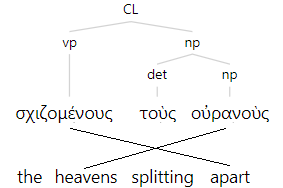 CL
vp np
det np
σχιζομένους τοὺς οὐρανοὺς
the heavens splitting apart